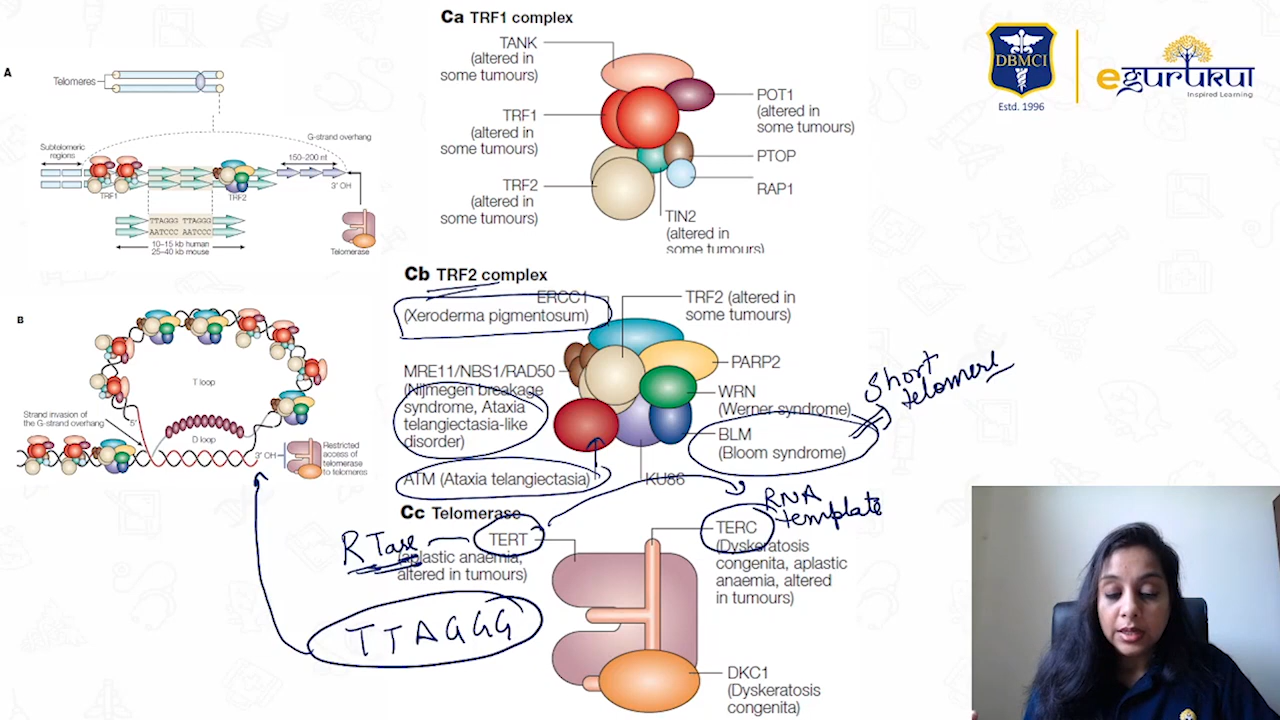 A
Telomeres
G-strand overhang
Subtelomeric
regions
150–200 nt
TRF1
TRF2
3' OH
TTAGGG TTAGGG
AATCCC AATCCC
10–15 kb human
25–40 kb mouse
Telomerase
B
T loop
Strand invasion of
the G-strand overhang
5'
D loop
3' OH
Restricted
access of
telomerase
to telomeres
Ca TRF1 complex
TANK
(altered in
some tumours)
TRF1
(altered in
some tumours)
TRF2
(altered in
some tumours)
POT1
(altered in
some tumours)
PTOP
RAP1
TIN2
(altered in
some tumours)
Cb TRF2 complex
ERCC1
(Xeroderma pigmentosum)
TRF2 (altered in
some tumours)
MRE11/NBS1/RAD50
(Nijmegen breakage
syndrome, Ataxia
telangiectasia-like
disorder)
ATM (Ataxia telangiectasia)
PARP2
WRN
(Werner syndrome)
BLM
(Bloom syndrome)
KU86
Short
telomere
Cc Telomerase
TERT
(aplastic anaemia,
altered in tumours)
RTase
TERC
(Dyskeratosis
congenita, aplastic
anaemia, altered
in tumours)
RNA
template
TTAGGG
DKC1
(Dyskeratosis
congenita)
DBMCI
Estd. 1996
egurukul
Inspired Learning